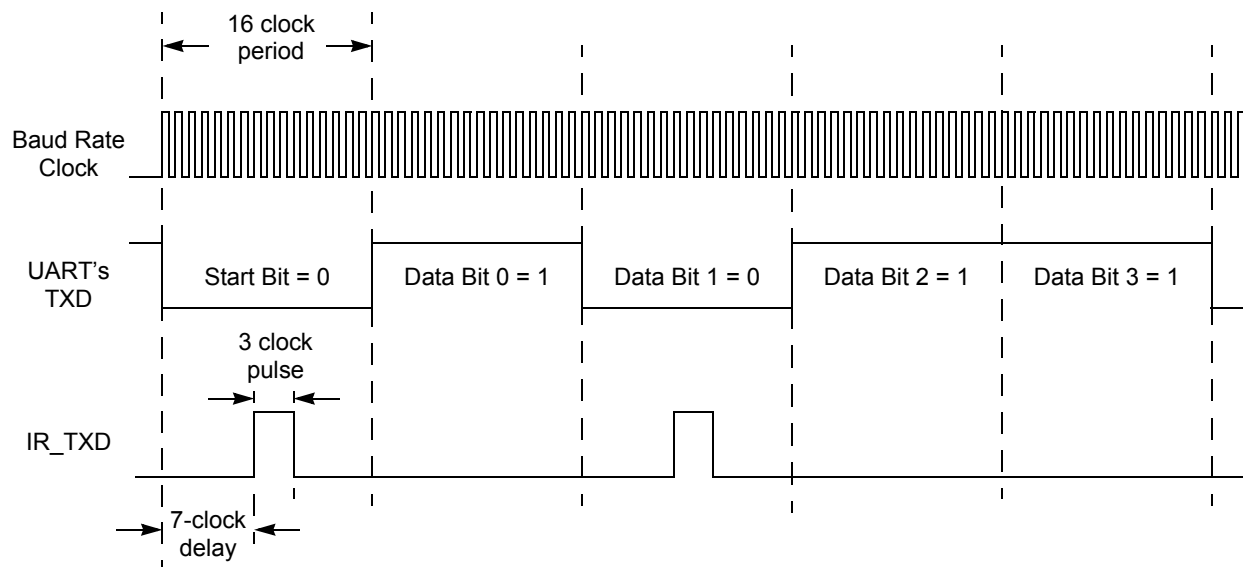 16 clock
period
Baud Rate
Clock
UART's
TXD
Start Bit = 0
Data Bit 0 = 1
Data Bit 1 = 0
Data Bit 2 = 1
Data Bit 3 = 1
3 clock
pulse
IR_TXD
7-clock
delay